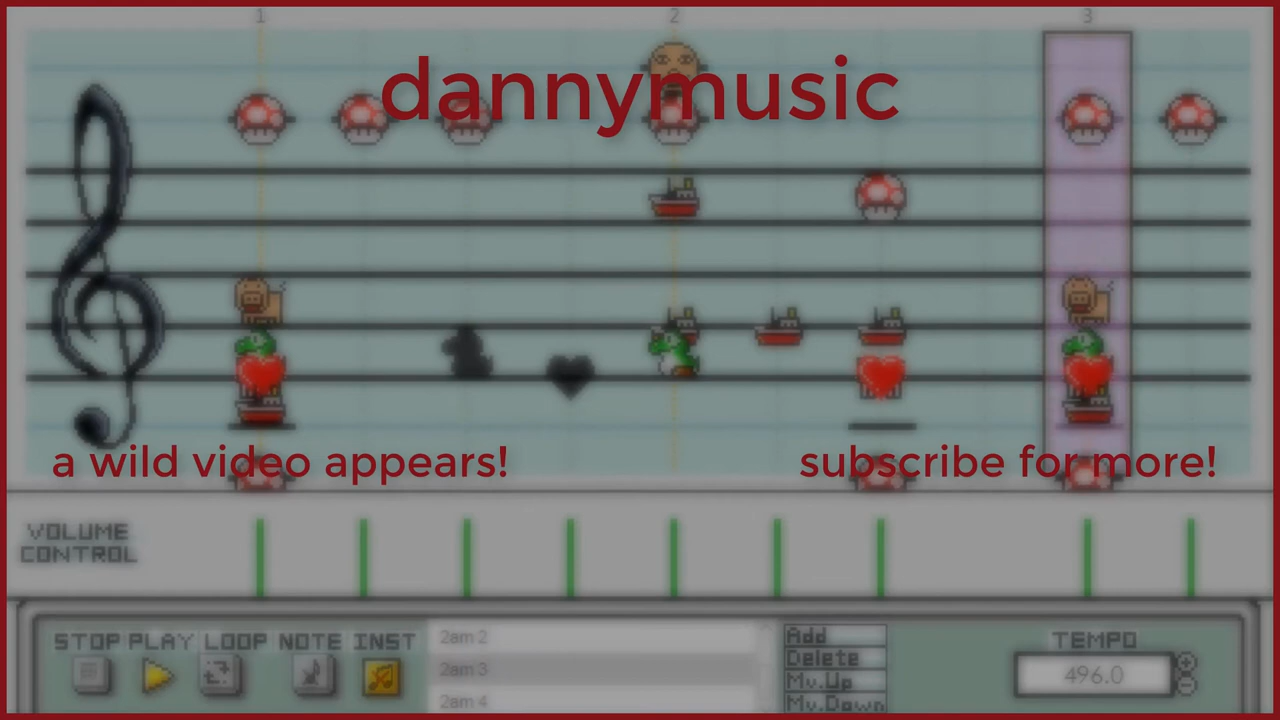 1 2 3
dannymusic
a wild video appears! subscribe for more!
VOLUME
CONTROL
STOP PLAY LOOP NOTE INST
TEMPO
2am 2
2am 3
2am 4
Add
Delete
Mv.Up
Mv.Down
496.0